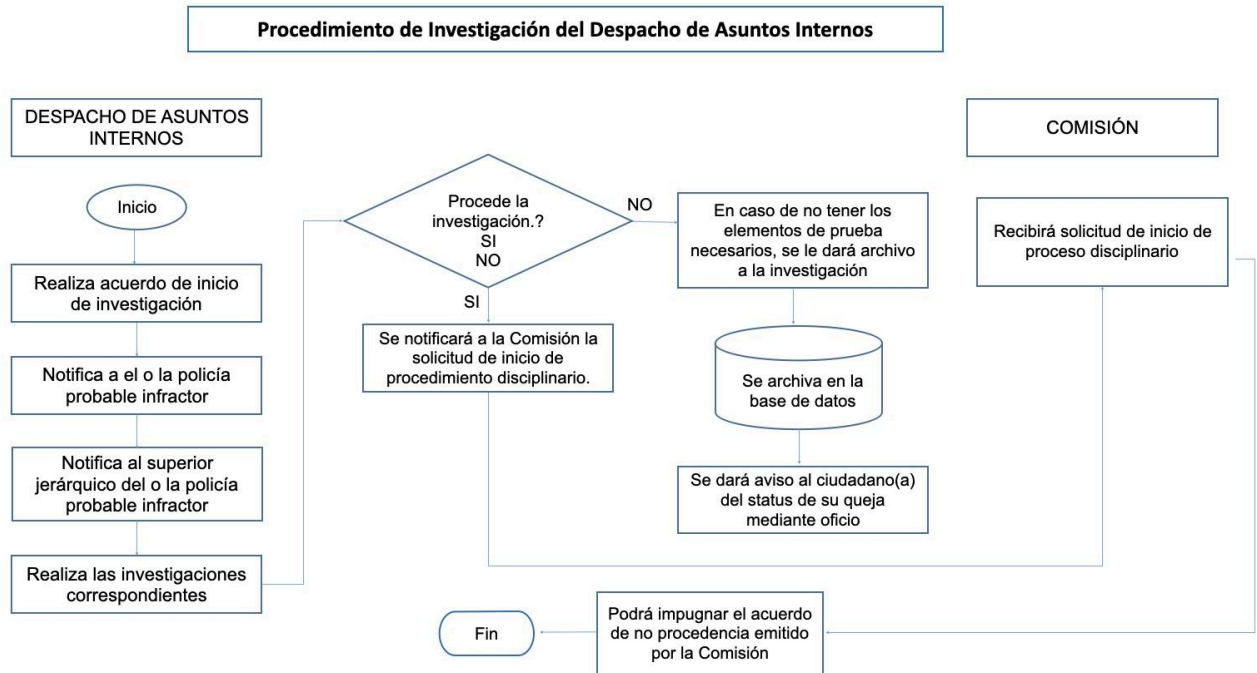 Procedimiento de Investigación del Despacho de Asuntos Internos
DESPACHO DE ASUNTOS
INTERNOS
COMISIÓN
Inicio
Realiza acuerdo de inicio
de investigación
Notifica a el o la policía
probable infractor
Notifica al superior
jerárquico del o la policía
probable infractor
Realiza las investigaciones
correspondientes
Procede la
investigación.?
SI
NO
NO
SI
En caso de no tener los
elementos de prueba
necesarios, se le dará archivo
a la investigación
Se notificará a la Comisión la
solicitud de inicio de
procedimiento disciplinario.
Se archiva en la
base de datos
Se dará aviso al ciudadano(a)
del status de su queja
mediante oficio
Recibirá solicitud de inicio de
proceso disciplinario
Podrá impugnar el acuerdo
de no procedencia emitido
por la Comisión
Fin